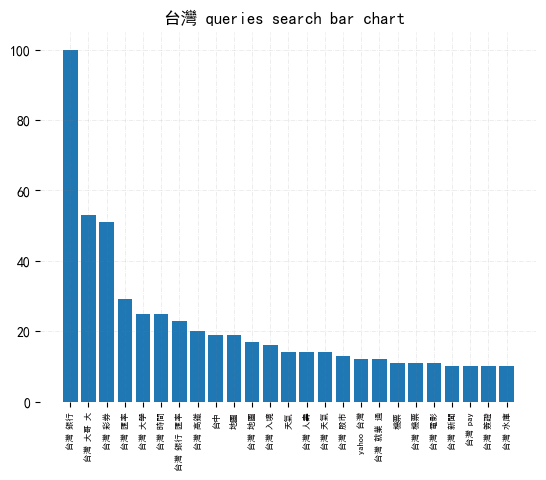 台灣 queries search bar chart
100
80
60
40
20
0
台灣 銀行
台灣 大哥 大
台灣 彩券
台灣 匯率
台灣 大學
台灣 時間
台灣 銀行 匯率
台灣 高雄
台中
地圖
台灣 地圖
台灣 入境
天氣
台灣 人壽
台灣 天氣
台灣 股市
yahoo 台灣
台灣 就業 通
機票
台灣 機票
台灣 電影
台灣 新聞
台灣 pay
台灣 簽證
台灣 水庫